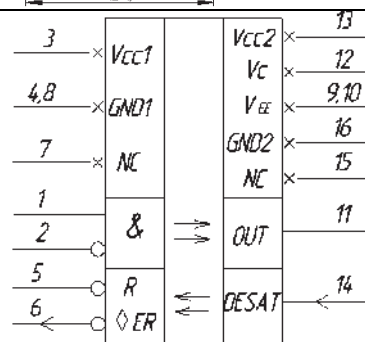 3 Vcc1 Vcc2 13
Vc 12
4,8 GND1 VEE 9,10
GND2 16
7 NC NC 15
1 & OUT 11
2
5 R DESAT 14
6 ◇ER